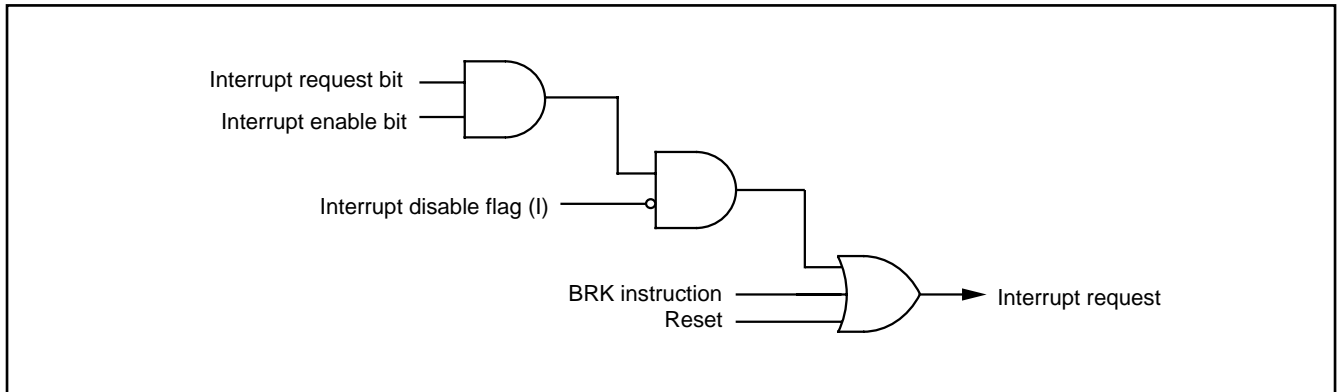 Interrupt request bit
Interrupt enable bit
Interrupt disable flag (I)
BRK instruction
Reset
Interrupt request